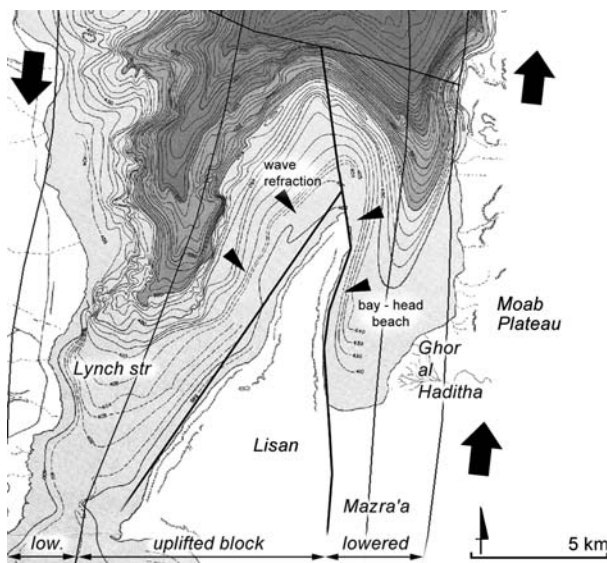 wave
refraction
bay - head
beach
Moab
Plateau
Ghor
al
Haditha
Lynch str
Lisan
Mazra'a
low.
uplifted block
lowered
5 km